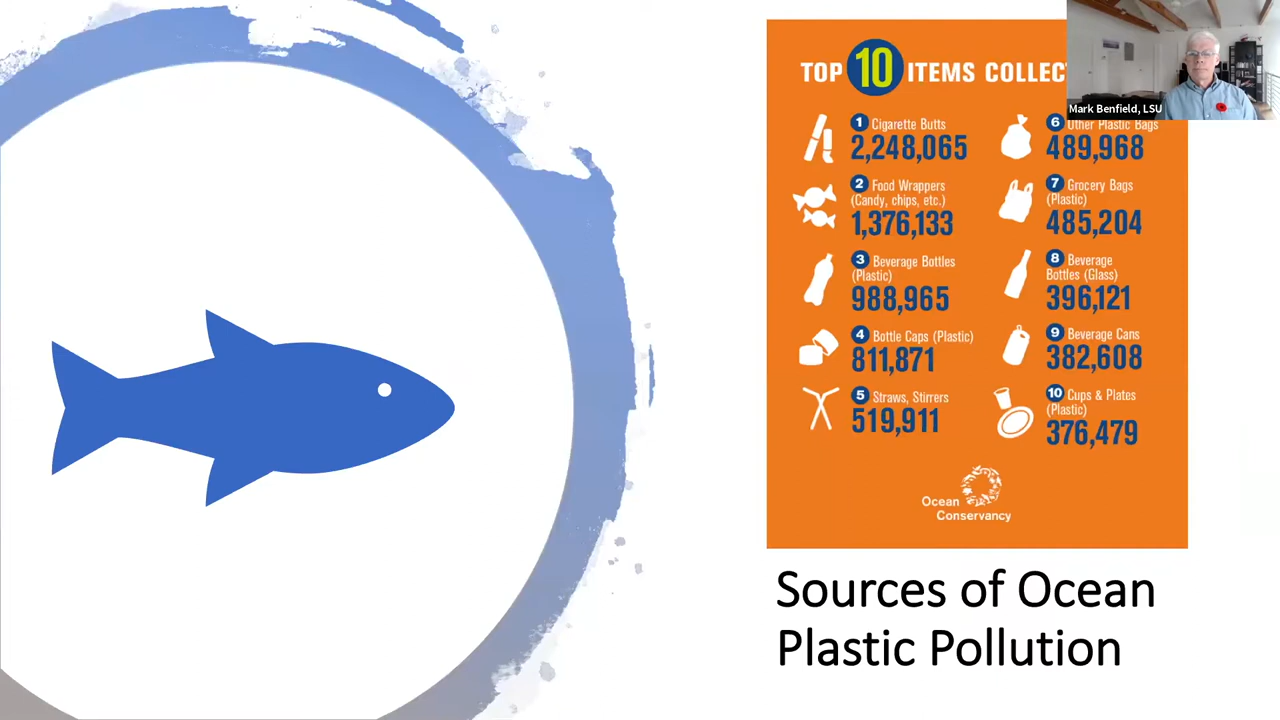 TOP 10 ITEMS COLLEC
Mark Benfield, LSU
1 Cigarette Butts
2,248,065
2 Food Wrappers
(Candy, chips, etc.)
1,376,133
3 Beverage Bottles
(Plastic)
988,965
4 Bottle Caps (Plastic)
811,871
5 Straws, Stirrers
519,911
6 Other Plastic Bags
489,968
7 Grocery Bags
(Plastic)
485,204
8 Beverage
Bottles (Glass)
396,121
9 Beverage Cans
382,608
10 Cups & Plates
(Plastic)
376,479
Ocean
Conservancy
Sources of Ocean
Plastic Pollution